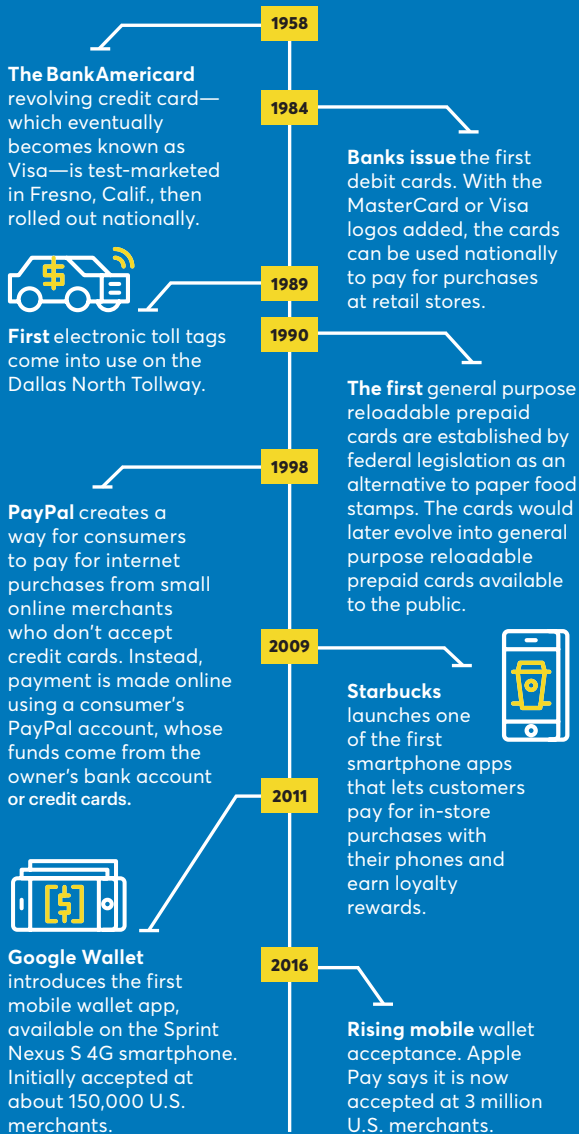 1958
The BankAmericard
revolving credit card—
which eventually
becomes known as
Visa—is test-marketed
in Fresno, Calif., then
rolled out nationally.
1984
Banks issue the first
debit cards. With the
MasterCard or Visa
logos added, the cards
can be used nationally
to pay for purchases
at retail stores.
$
1989
First electronic toll tags
come into use on the
Dallas North Tollway.
1990
The first general purpose
reloadable prepaid
cards are established by
federal legislation as an
alternative to paper food
stamps. The cards would
later evolve into general
purpose reloadable
prepaid cards available
to the public.
1998
PayPal creates a
way for consumers
to pay for internet
purchases from small
online merchants
who don't accept
credit cards. Instead,
payment is made online
using a consumer's
PayPal account, whose
funds come from the
owner's bank account
or credit cards.
2009
Starbucks
launches one
of the first
smartphone apps
that lets customers
pay for in-store
purchases with
their phones and
earn loyalty
rewards.
2011
[$]
Google Wallet
introduces the first
mobile wallet app,
available on the Sprint
Nexus S 4G smartphone.
Initially accepted at
about 150,000 U.S.
merchants.
2016
Rising mobile wallet
acceptance. Apple
Pay says it is now
accepted at 3 million
U.S. merchants.